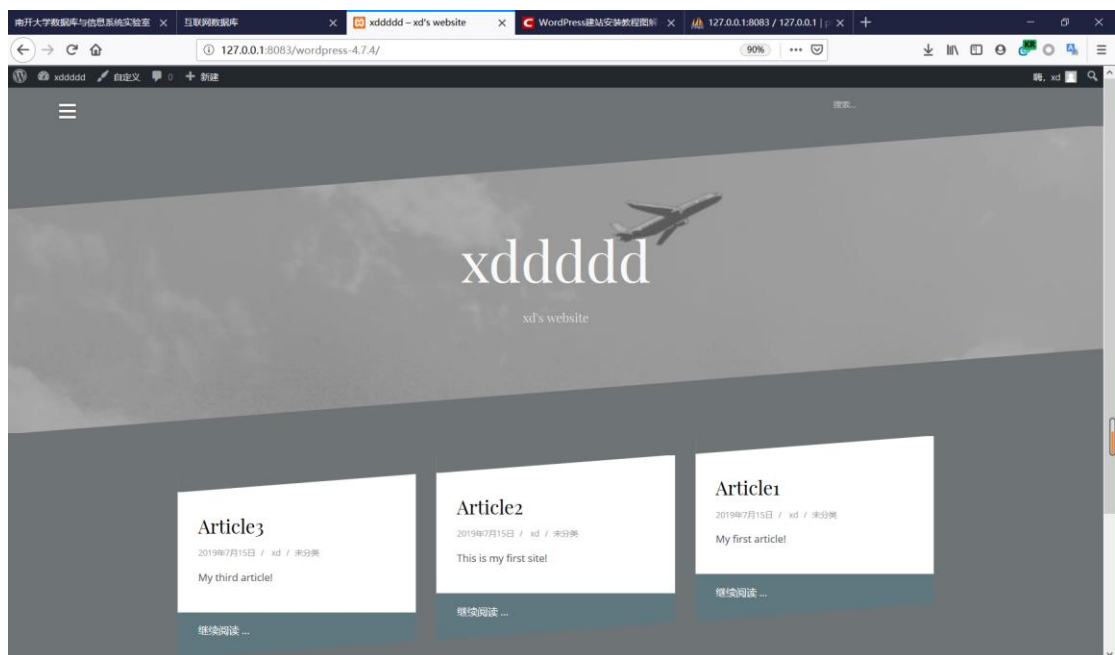 南开大学数据库与信息系统实验室
互联网数据库
xddddd – xd's website
WordPress建站安装教程图解
127.0.0.1:8083 / 127.0.0.1 | p
127.0.0.1:8083/wordpress-4.7.4/
90%
xddddd 自定义 0 新建
嗨, xd
搜索...
xddddd
xd's website
Article3
2019年7月15日 / xd / 未分类
My third article!
继续阅读 ...
Article2
2019年7月15日 / xd / 未分类
This is my first site!
继续阅读 ...
Article1
2019年7月15日 / xd / 未分类
My first article!
继续阅读 ...